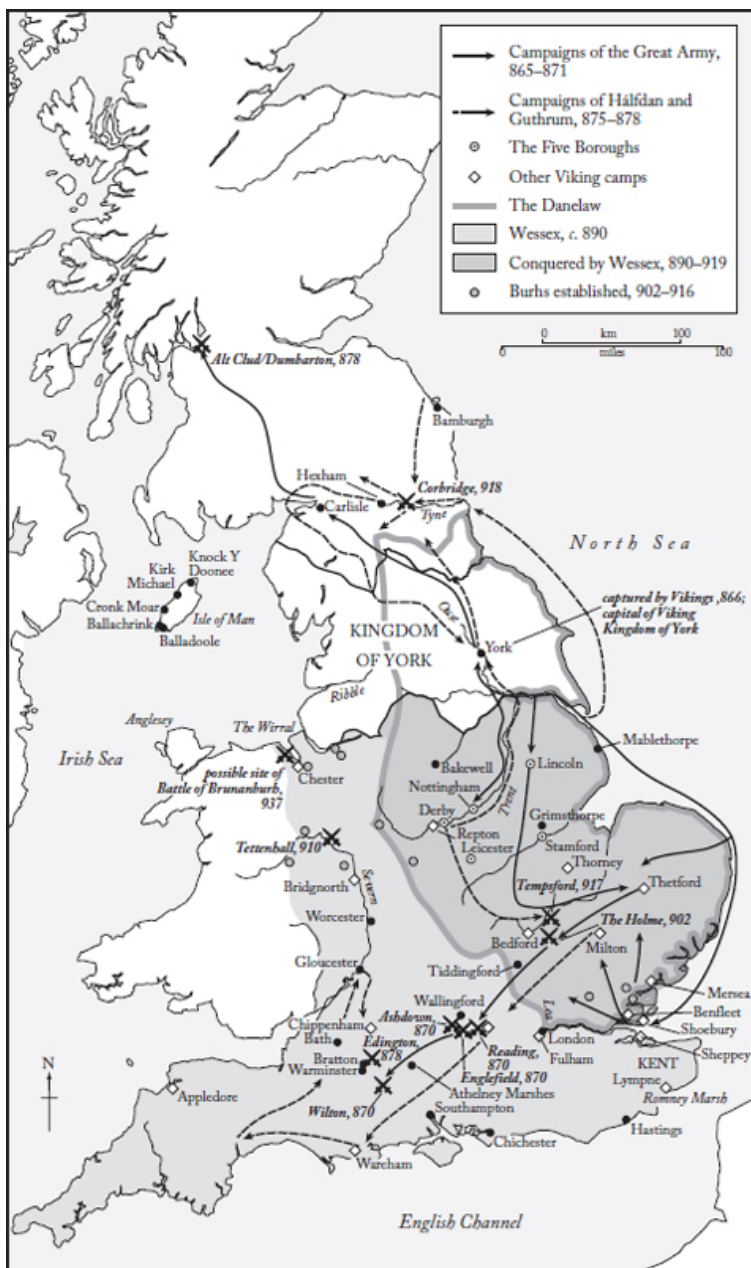 Campaigns of the Great Army,
865–871
Campaigns of Hálfdan and
Guthrum, 875–878
The Five Boroughs
Other Viking camps
The Danelaw
Wessex, c. 890
Conquered by Wessex, 890–919
Burhs established, 902–916
0 km 100
0 miles 100
Alt Clud/Dumbarton, 878
Bamburgh
Hexham
Corbridge, 918
Carlisle
Tyne
North Sea
Knock Y
Doonee
Kirk
Michael
Cronk Moar
Ballachrink
Balladoole
Isle of Man
captured by Vikings ,866;
capital of Viking
Kingdom of York
Ouse
York
KINGDOM
OF YORK
Ribble
Anglesey
The Wirral
Irish Sea
Chester
possible site of
Battle of Brunanburh,
937
Mablethorpe
Bakewell
Lincoln
Nottingham
Trent
Derby
Repton
Leicester
Grimsthorpe
Stamford
Thorney
Tettenhall, 910
Bridgnorth
Severn
Tempsford, 917
Thetford
Worcester
Bedford
The Holme, 902
Milton
Gloucester
Tiddingford
Mersea
Wallingford
Benfleet
Shoebury
Chippenham
Ashdown,
870
Lea
London
Fulham
Sheppey
Bath
Edington,
878
Reading,
870
KENT
Bratton
Warminster
Englefield, 870
Lympne
Athelney Marshes
Romney Marsh
Appledore
Wilton, 870
Southampton
Hastings
Chichester
Wareham
N
English Channel